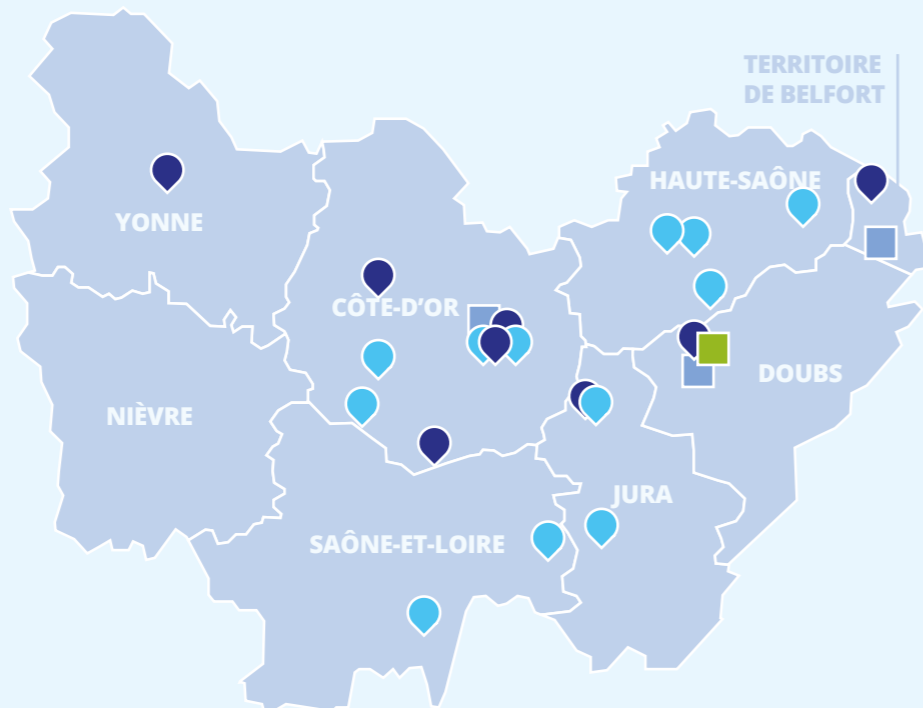 TERRITOIRE
DE BELFORT
HAUTE-SAÔNE
YONNE
CÔTE-D’OR
DOUBS
NIÈVRE
JURA
SAÔNE-ET-LOIRE